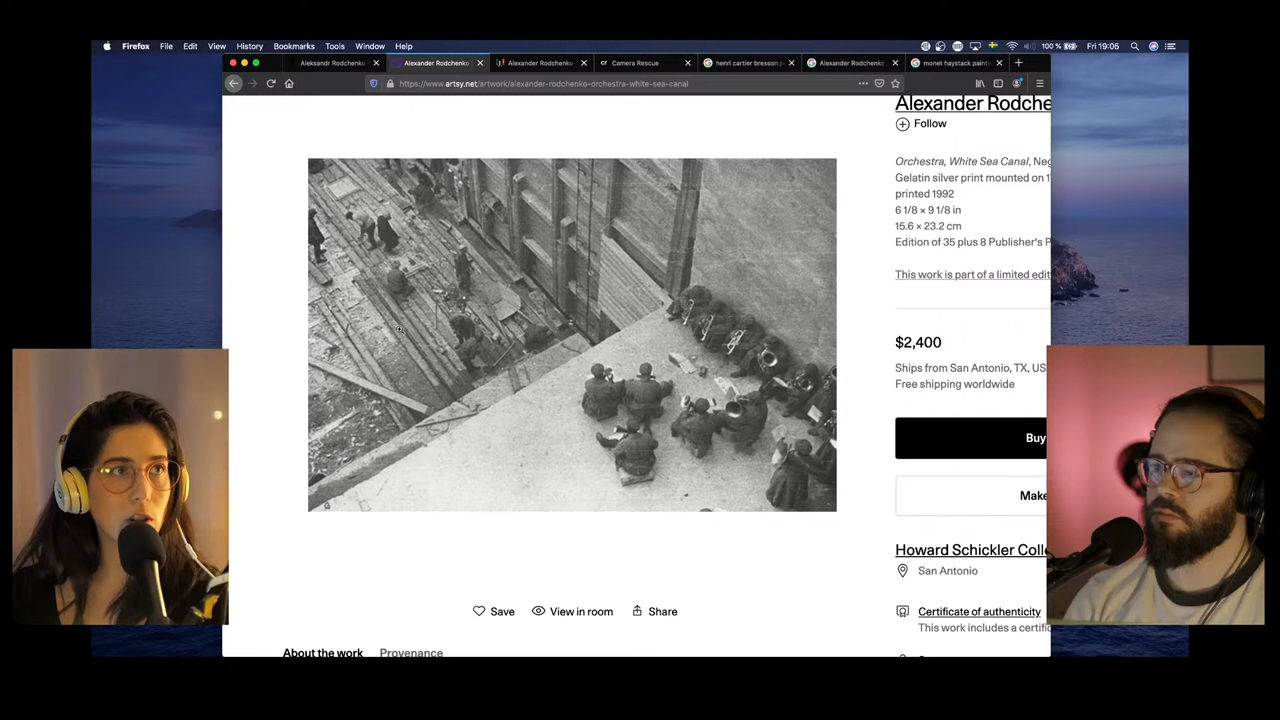 Firefox File Edit View History Bookmarks Tools Window Help 100 % Fri 19:05
Aleksandr Rodchenko Alexander Rodchenko Alexander Rodchenko Camera Rescue henri cartier bresson p Alexander Rodchenko monet haystack paint
https://www.artsy.net/artwork/alexander-rodchenko-orchestra-white-sea-canal
Alexander Rodche
Follow
Orchestra, White Sea Canal, Neg
Gelatin silver print mounted on 1
printed 1992
6 1/8 × 9 1/8 in
15.6 × 23.2 cm
Edition of 35 plus 8 Publisher's P
This work is part of a limited edit
$2,400
Ships from San Antonio, TX, US
Free shipping worldwide
Buy
Make
Howard Schickler Coll
San Antonio
Certificate of authenticity
This work includes a certifi
Save View in room Share
About the work Provenance